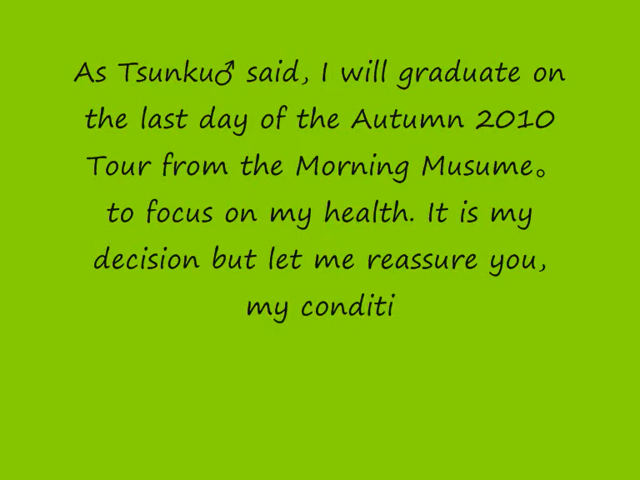 As Tsunku♂ said, I will graduate on
the last day of the Autumn 2010
Tour from the Morning Musume。
to focus on my health. It is my
decision but let me reassure you,
my conditi